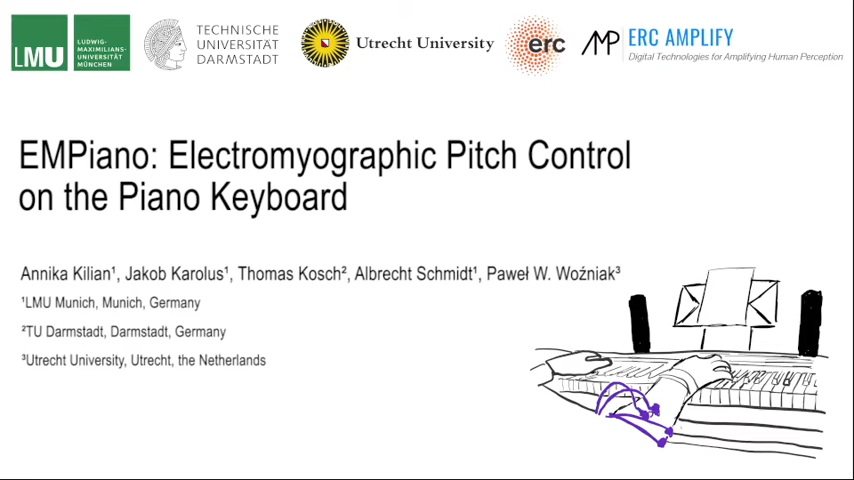 LMU
LUDWIG-
MAXIMILIANS-
UNIVERSITÄT
MÜNCHEN
TECHNISCHE
UNIVERSITÄT
DARMSTADT
Utrecht University
erc
AMP
ERC AMPLIFY
Digital Technologies for Amplifying Human Perception
EMPiano: Electromyographic Pitch Control
on the Piano Keyboard
Annika Kilian¹, Jakob Karolus¹, Thomas Kosch², Albrecht Schmidt¹, Paweł W. Woźniak³
¹LMU Munich, Munich, Germany
²TU Darmstadt, Darmstadt, Germany
³Utrecht University, Utrecht, the Netherlands